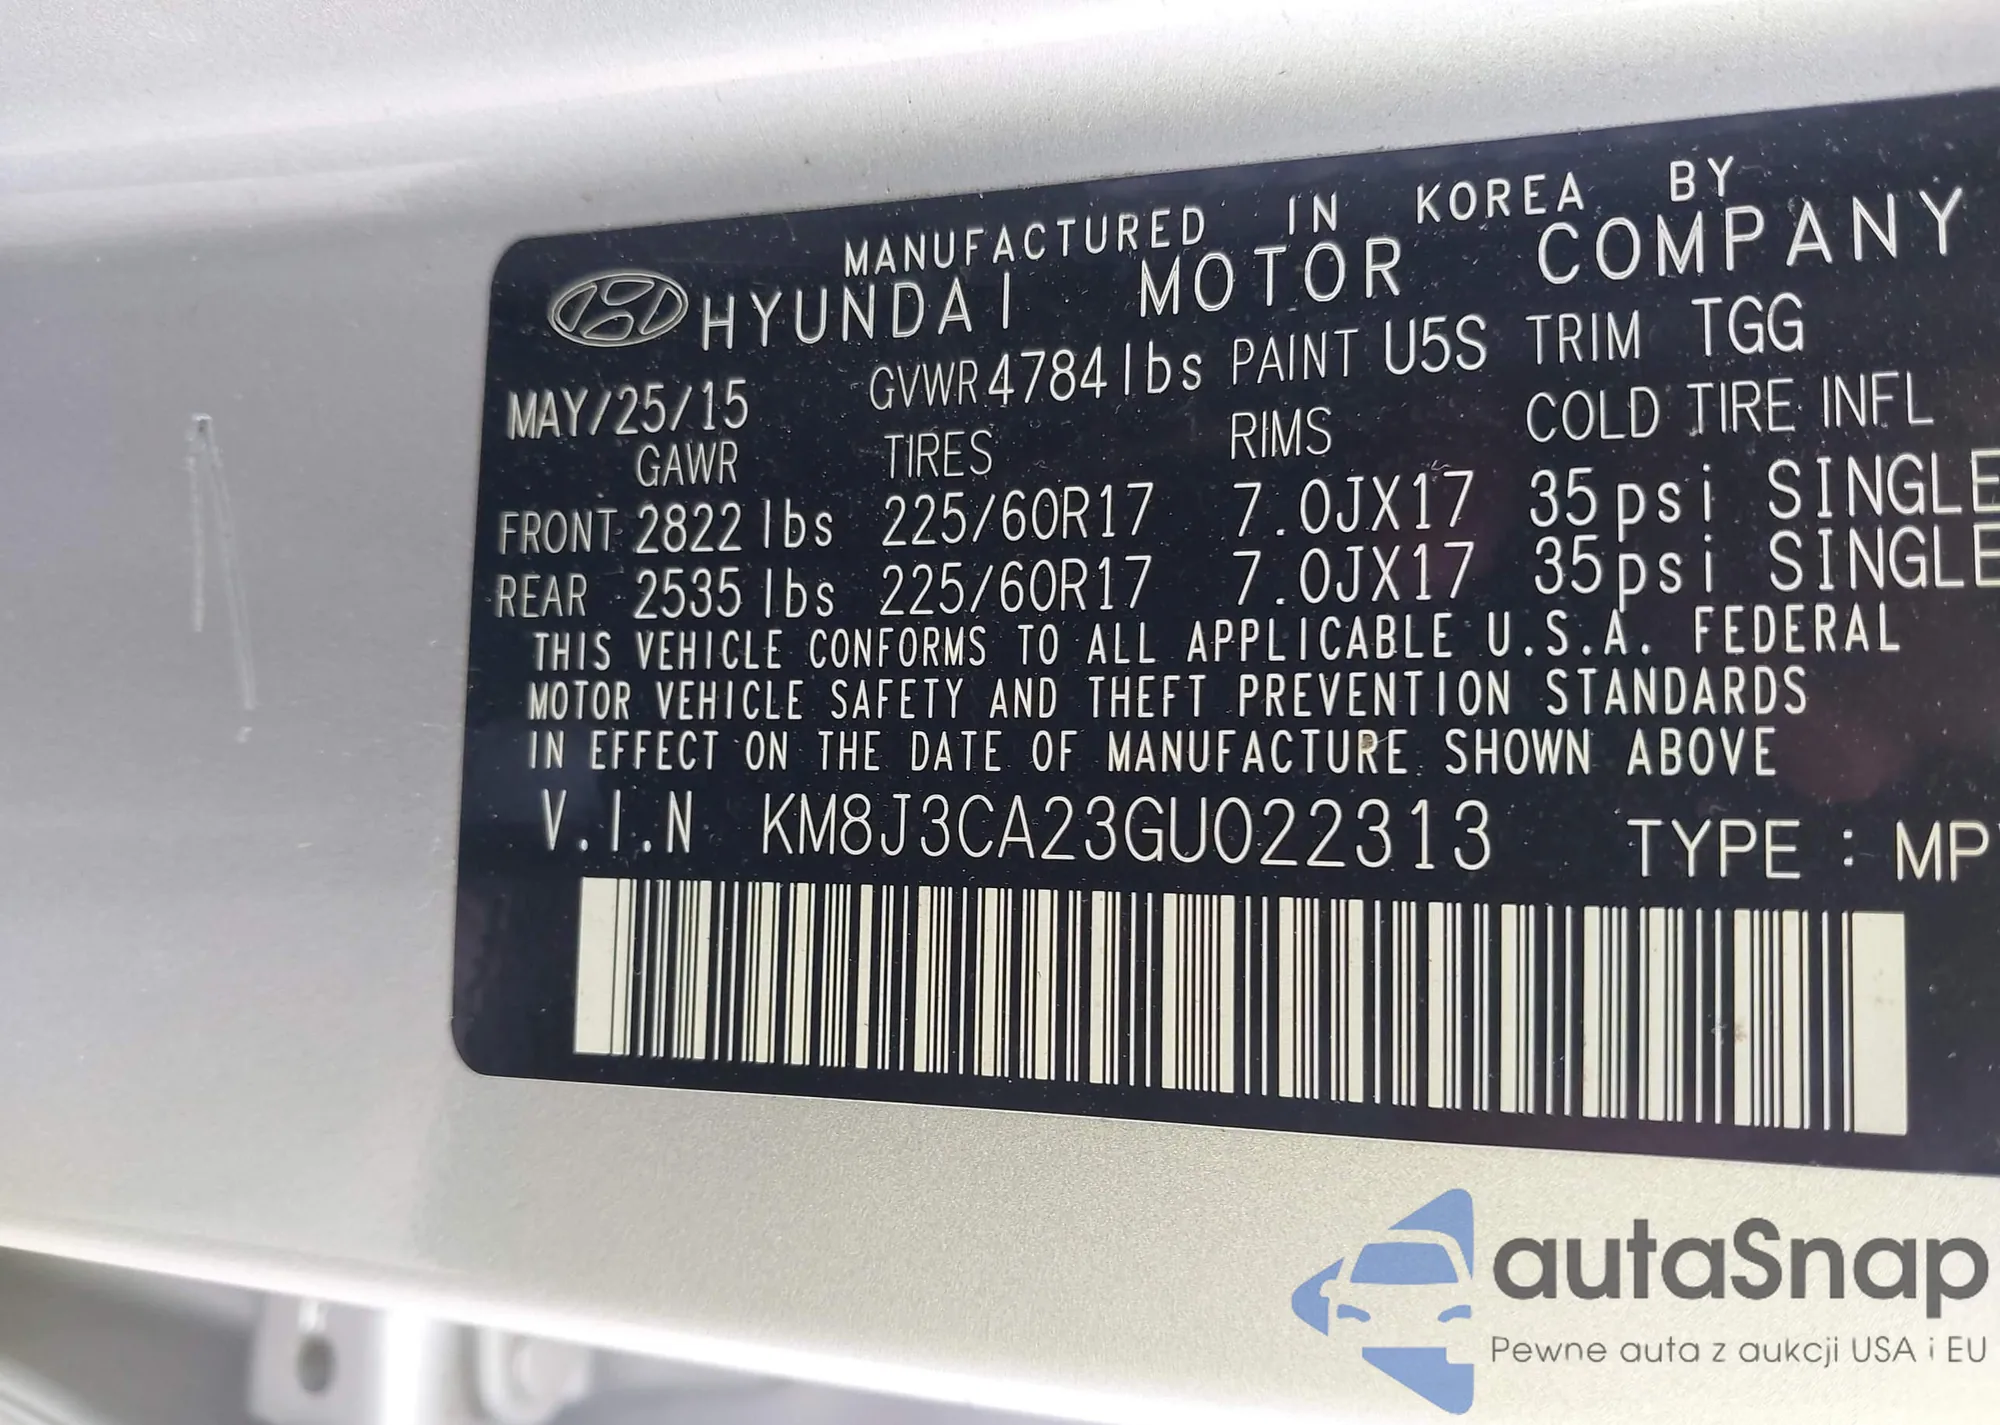 MANUFACTURED IN KOREA BY
HYUNDAI MOTOR COMPANY
MAY/25/15 GVWR 4784lbs PAINT U5S TRIM TGG
GAWR TIRES RIMS COLD TIRE INFL
FRONT 2822 lbs 225/60R17 7.0JX17 35psi SINGLE
REAR 2535 lbs 225/60R17 7.0JX17 35psi SINGLE
THIS VEHICLE CONFORMS TO ALL APPLICABLE U.S.A. FEDERAL
MOTOR VEHICLE SAFETY AND THEFT PREVENTION STANDARDS
IN EFFECT ON THE DATE OF MANUFACTURE SHOWN ABOVE
V.I.N KM8J3CA23GU022313 TYPE : MP
autaSnap
Pewne auta z aukcji USA i EU